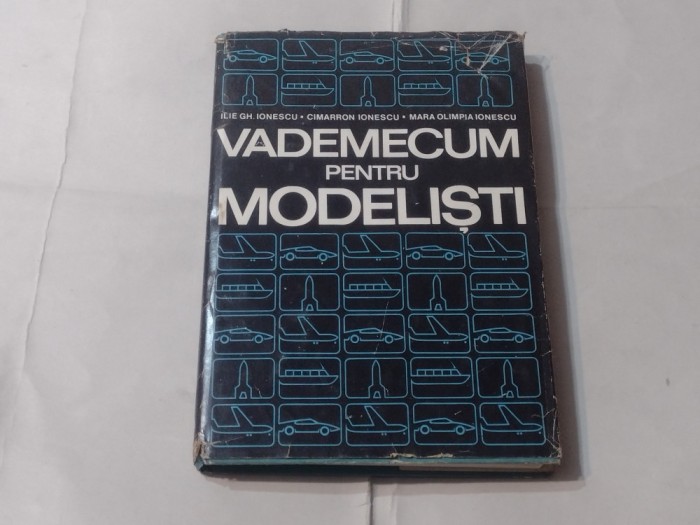 ILIE GH. IONESCU • CIMARRON IONESCU • MARA OLIMPIA IONESCU
VADEMECUM
PENTRU
MODELIȘTI